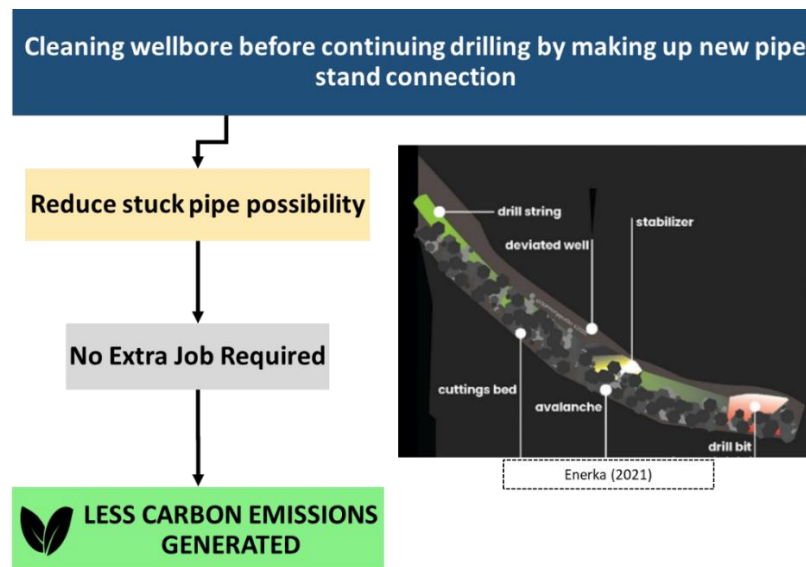 Cleaning wellbore before continuing drilling by making up new pipe
stand connection
Reduce stuck pipe possibility
No Extra Job Required
LESS CARBON EMISSIONS
GENERATED
drill string
deviated well
stabilizer
cuttings bed
avalanche
drill bit
Enerka (2021)